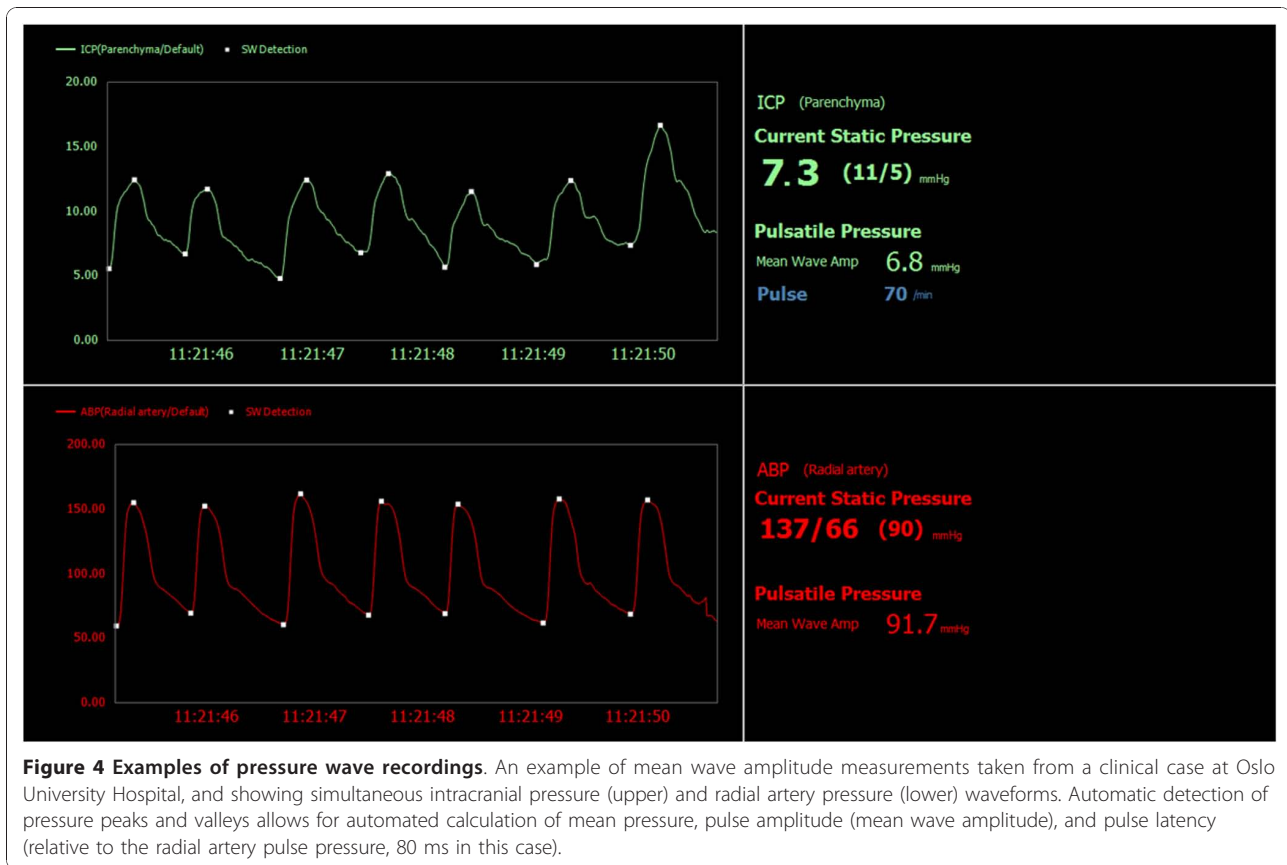 ICP(Parenchyma/Default) SW Detection
20.00
15.00
10.00
5.00
0.00
11:21:46 11:21:47 11:21:48 11:21:49 11:21:50
ICP (Parenchyma)
Current Static Pressure
7.3 (11/5) mmHg
Pulsatile Pressure
Mean Wave Amp 6.8 mmHg
Pulse 70 /min
ABP(Radial artery/Default) SW Detection
200.00
150.00
100.00
50.00
0.00
11:21:46 11:21:47 11:21:48 11:21:49 11:21:50
ABP (Radial artery)
Current Static Pressure
137/66 (90) mmHg
Pulsatile Pressure
Mean Wave Amp 91.7 mmHg
Figure 4 Examples of pressure wave recordings. An example of mean wave amplitude measurements taken from a clinical case at Oslo
University Hospital, and showing simultaneous intracranial pressure (upper) and radial artery pressure (lower) waveforms. Automatic detection of
pressure peaks and valleys allows for automated calculation of mean pressure, pulse amplitude (mean wave amplitude), and pulse latency
(relative to the radial artery pulse pressure, 80 ms in this case).